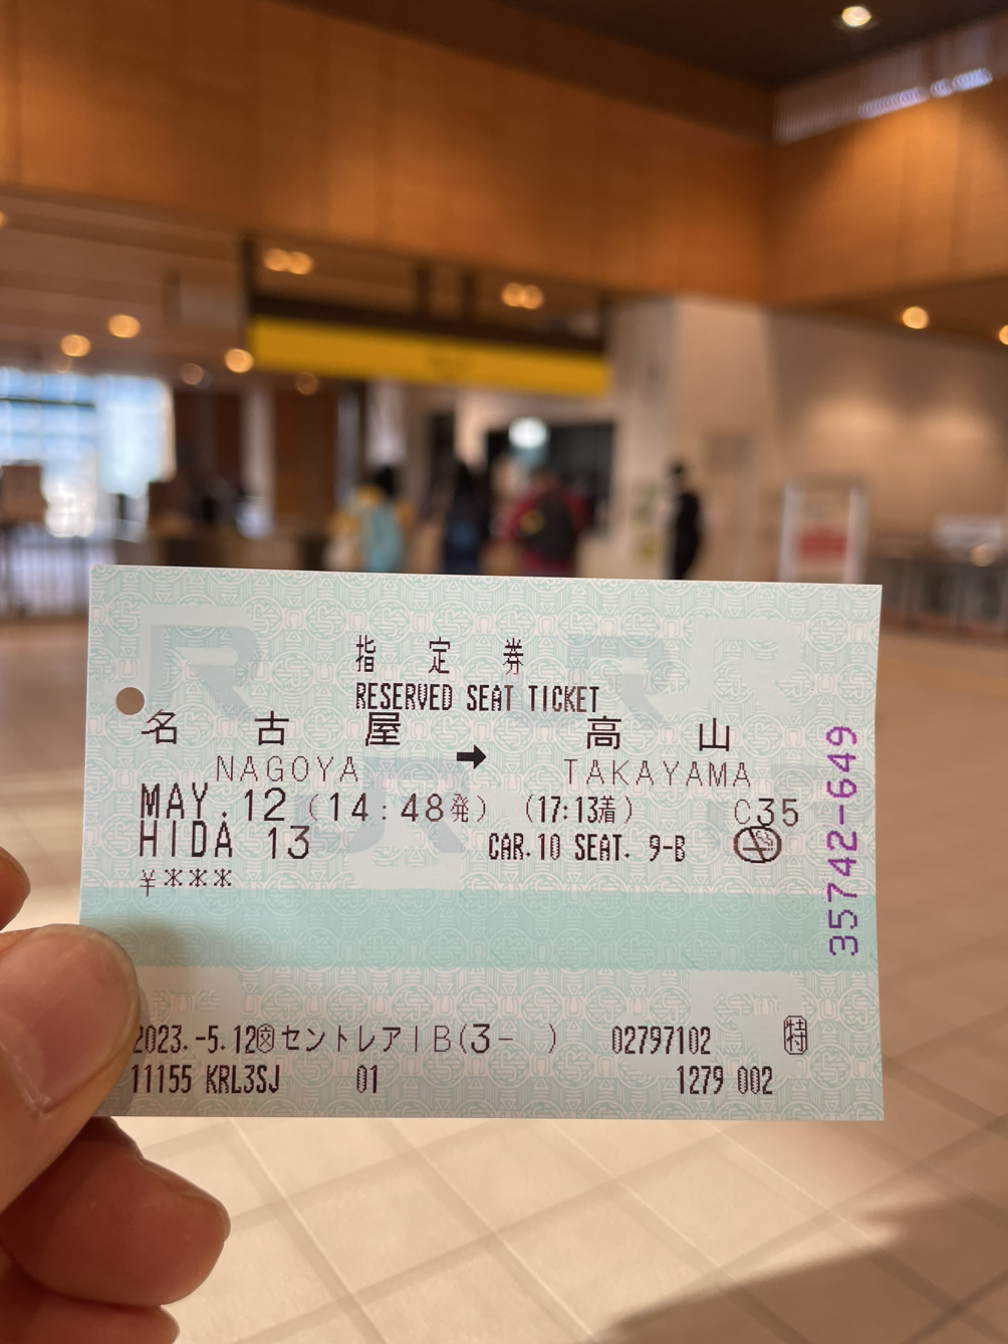 指定券
RESERVED SEAT TICKET
名古屋 ➡ 高山
NAGOYA TAKAYAMA
MAY.12 (14:48発) (17:13着) C35
HIDA 13 CAR.10 SEAT. 9-B
¥***
2023.-5.12 セントレアIB(3- ) 02797102 特
11155 KRL3SJ 01 1279 002
35742-649